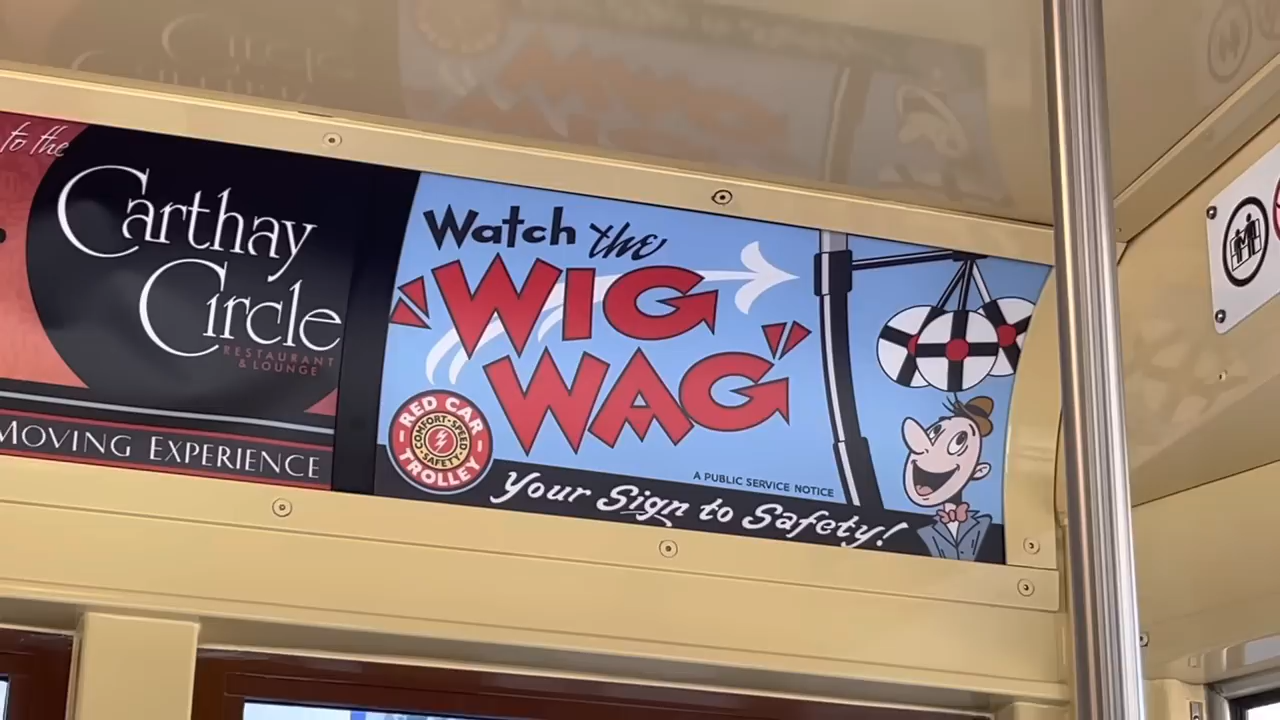 to the
Carthay
Circle
RESTAURANT
& LOUNGE
MOVING EXPERIENCE
Watch the
WIG
WAG
RED CAR
COMFORT-SPEED
SAFETY
TROLLEY
A PUBLIC SERVICE NOTICE
Your Sign to Safety!